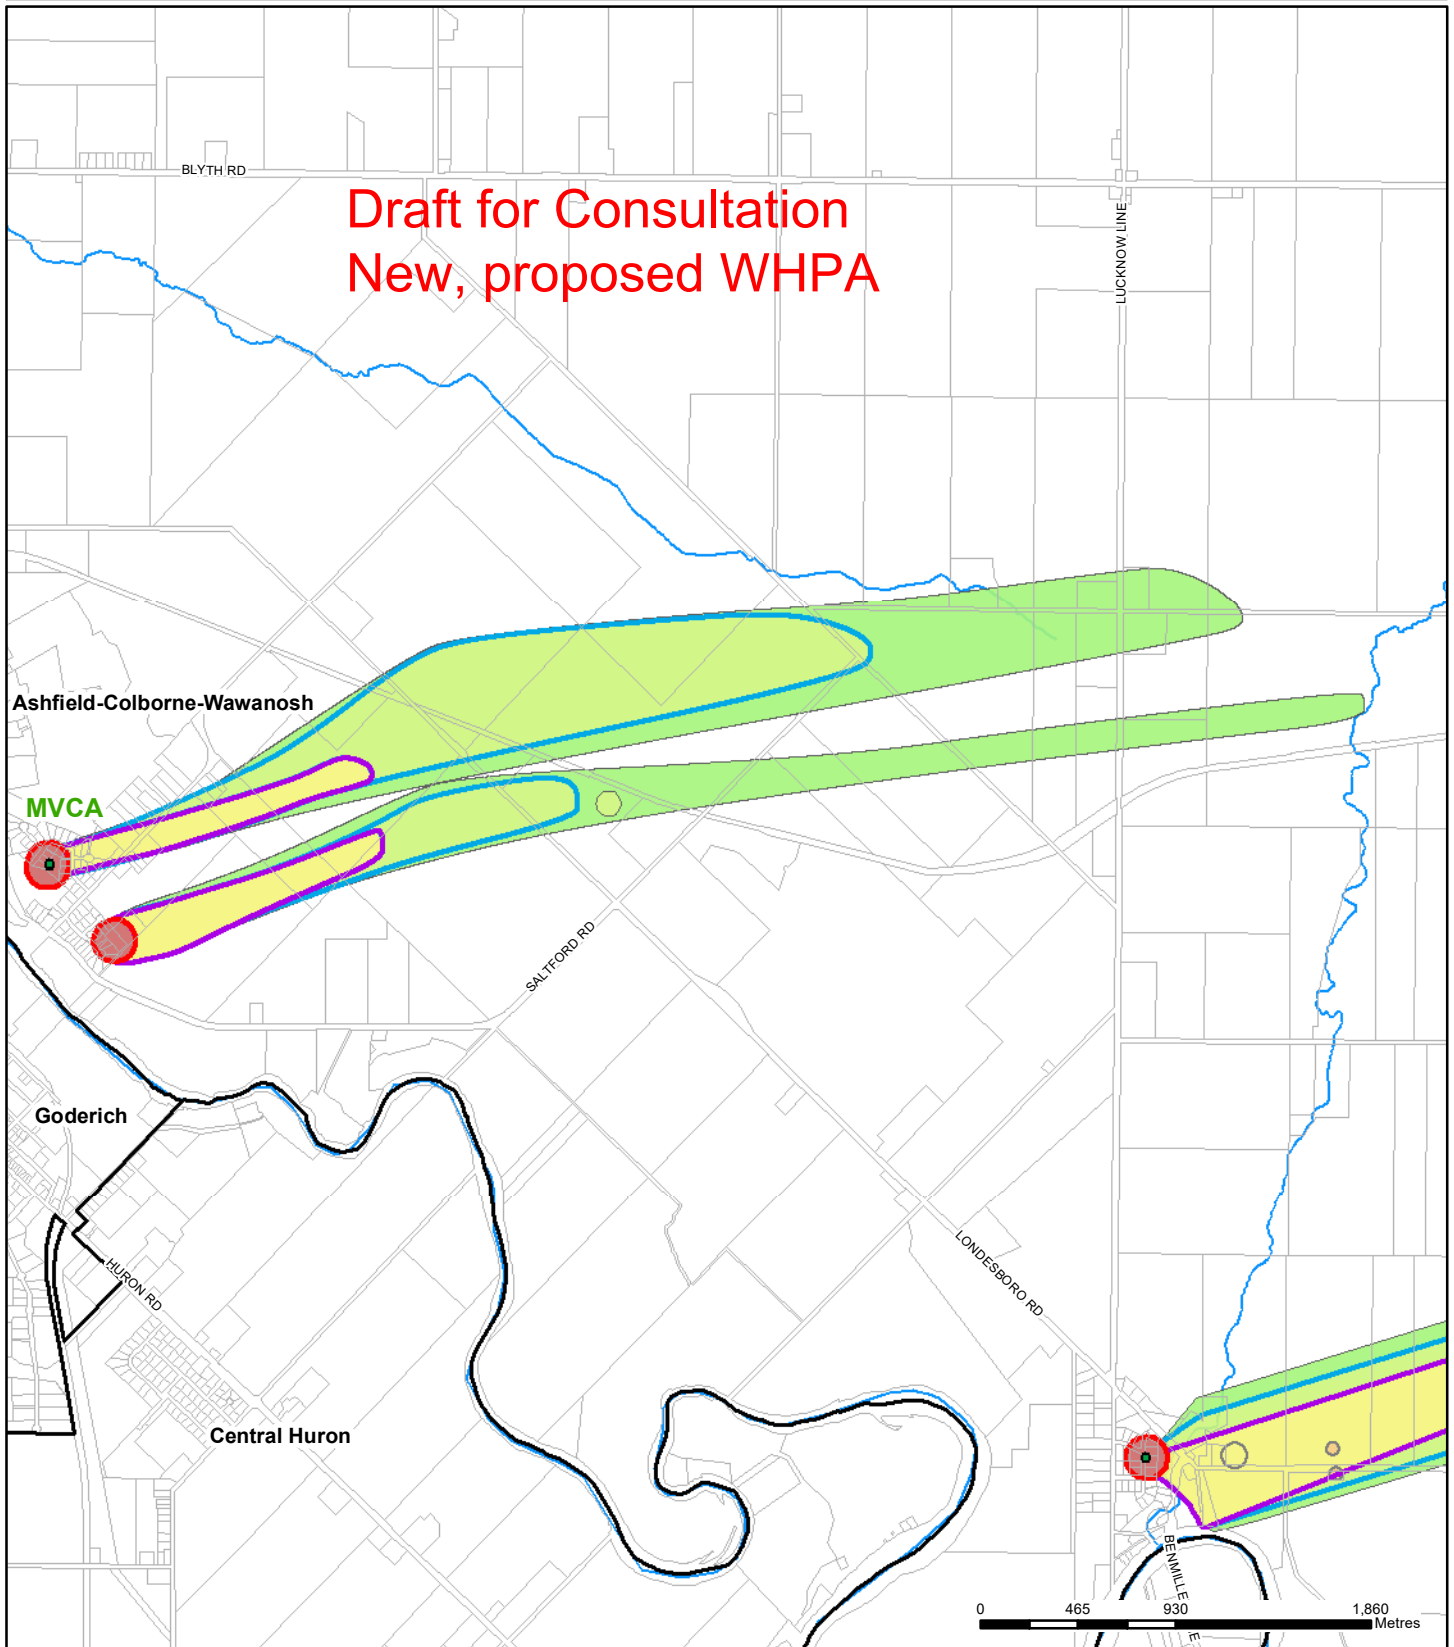 BLYTH RD
Draft for Consultation
New, proposed WHPA
LUCKNOW LINE
Ashfield-Colborne-Wawanosh
MVCA
SALTFORD RD
Goderich
HURON RD
LONDESBORO RD
Central Huron
BENMILLE
0 465 930 1,860
Metres